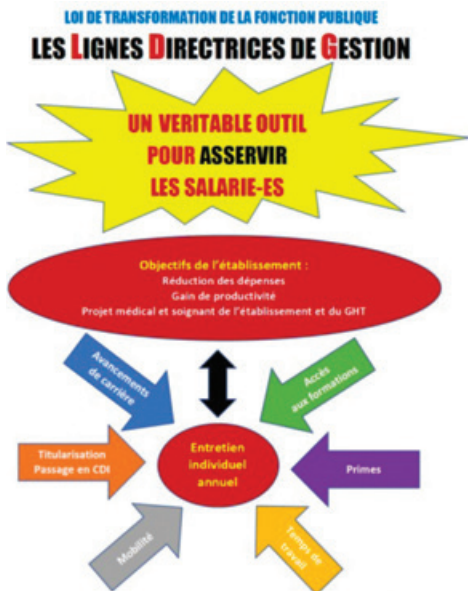 LOI DE TRANSFORMATION DE LA FONCTION PUBLIQUE
LES LIGNES DIRECTRICES DE GESTION
UN VERITABLE OUTIL
POUR ASSERVIR
LES SALARIE-ES
Objectifs de l'établissement :
Réduction des dépenses
Gain de productivité
Projet médical et soignant de l'établissement et du GHT
Avancements
de carrière
Accès
aux formations
Titularisation
Passage en CDI
Entretien
individuel
annuel
Primes
Mobilité
Temps de
travail